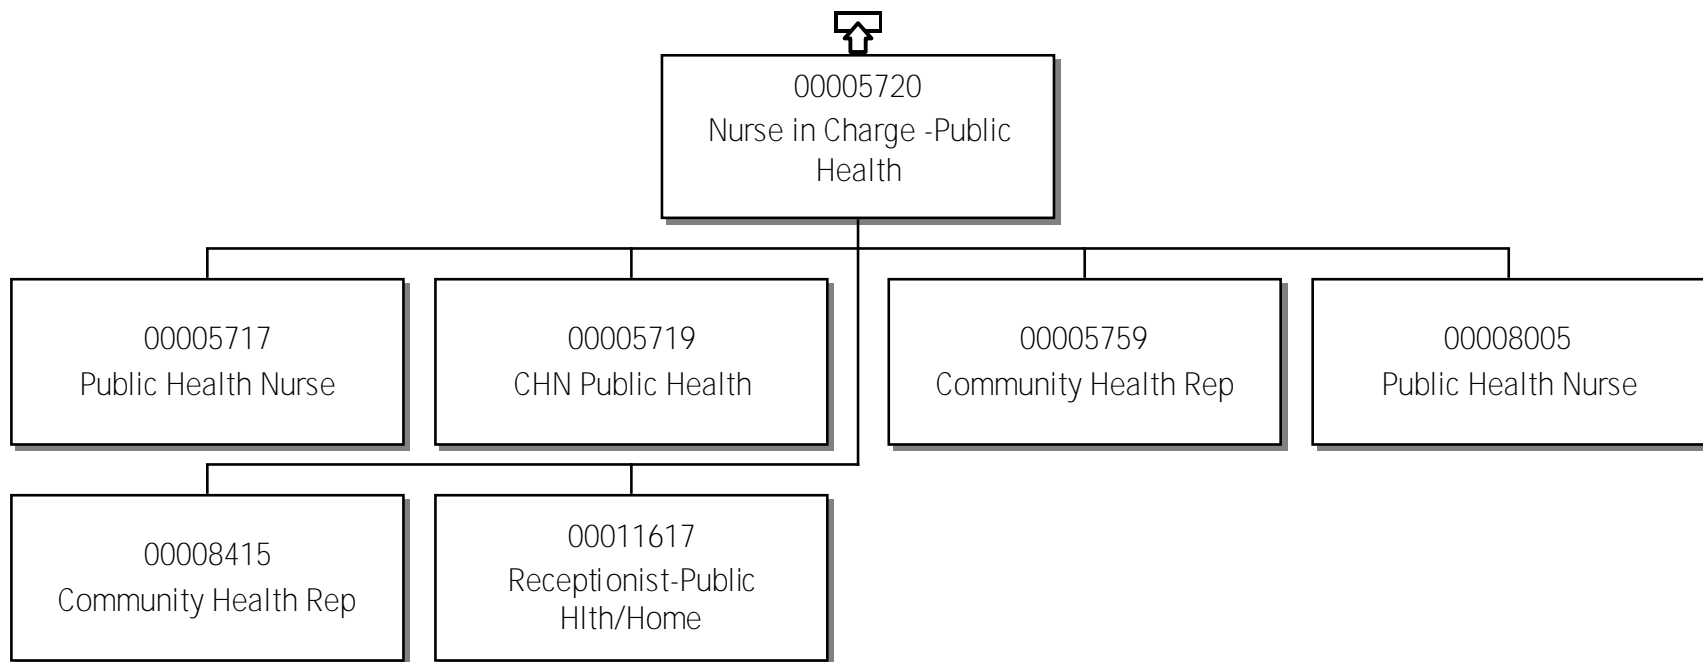 00005720
Nurse in Charge -Public
Health
00005717
Public Health Nurse
00005719
CHN Public Health
00005759
Community Health Rep
00008005
Public Health Nurse
00008415
Community Health Rep
00011617
Receptionist-Public
Hlth/Home